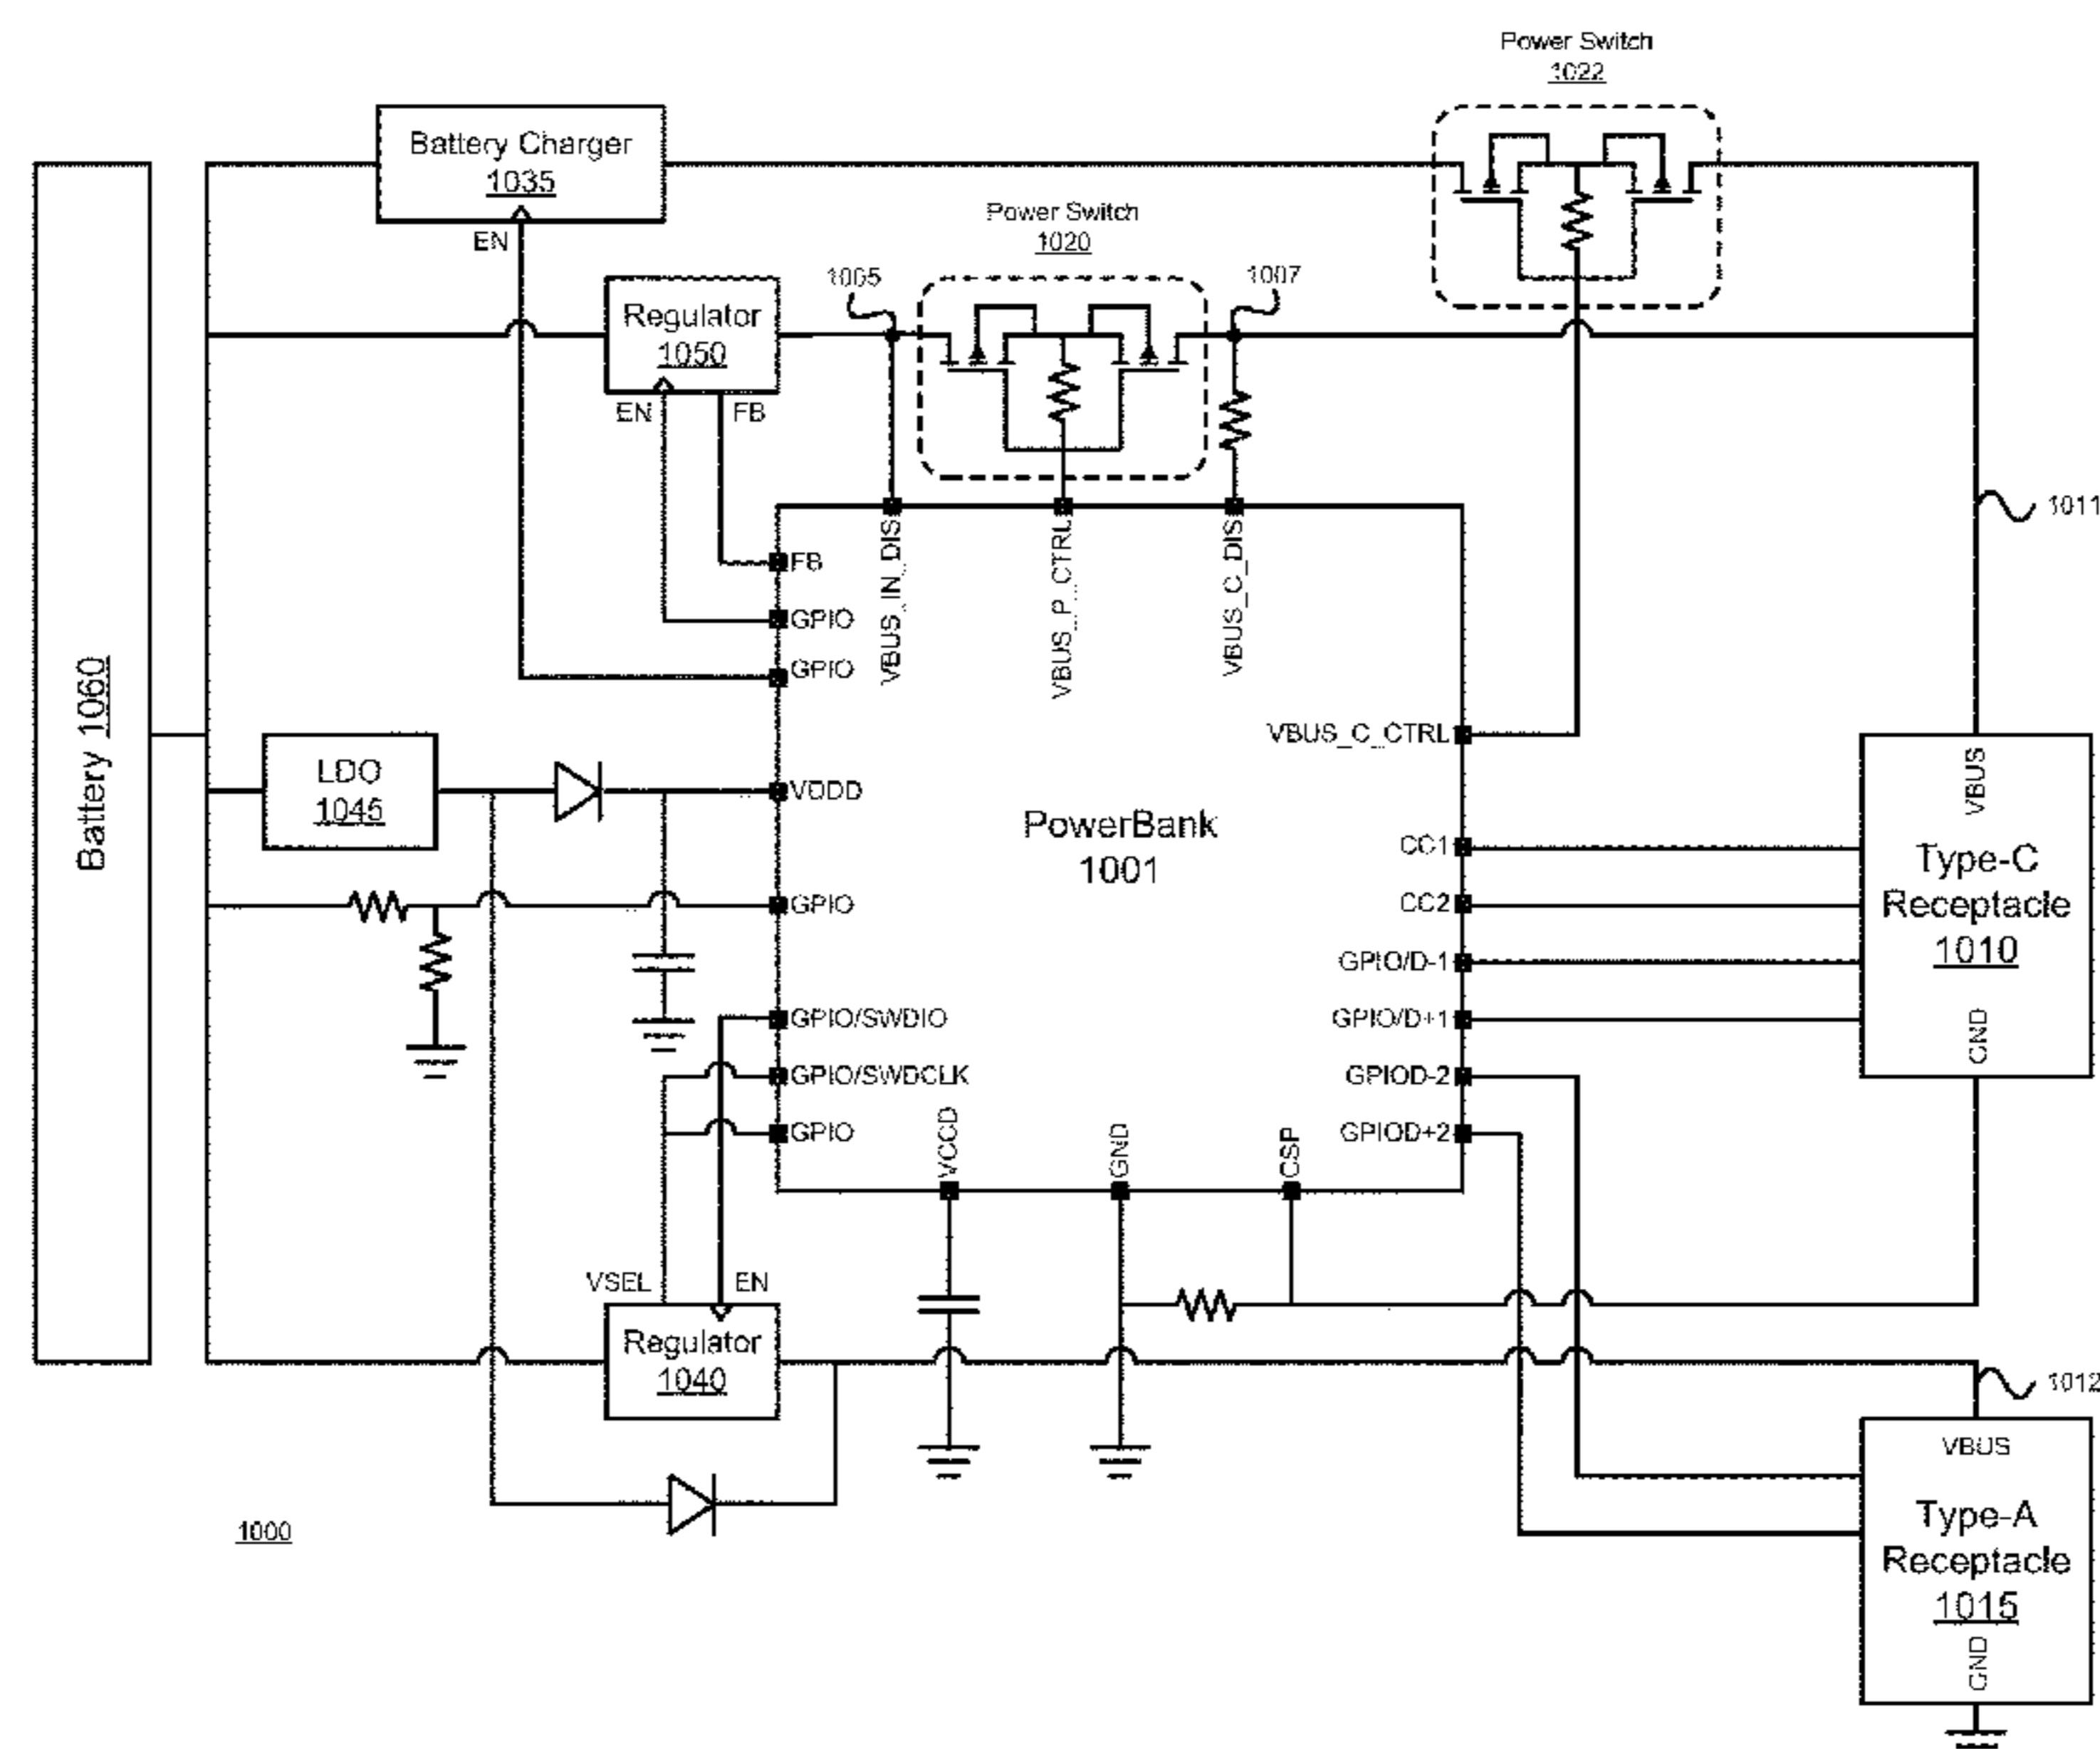 Power Switch
1022
Battery Charger
1035
EN
Power Switch
1020
1005
1007
Regulator
1050
EN
FB
1011
FB
GPIO
GPIO
VBUS_IN_DIS
VBUS_P_CTRL
VBUS_C_DIS
VBUS_C_CTRL
Battery 1060
LDO
1045
VDDD
PowerBank
1001
GPIO
CC1
CC2
GPIO/D-1
GPIO/D+1
GPIOD-2
GPIOD+2
VBUS
Type-C
Receptacle
1010
GND
GPIO/SWDIO
GPIO/SWDCLK
GPIO
VCCD
GND
CSP
VSEL
EN
Regulator
1040
1012
VBUS
Type-A
Receptacle
1015
GND
1000